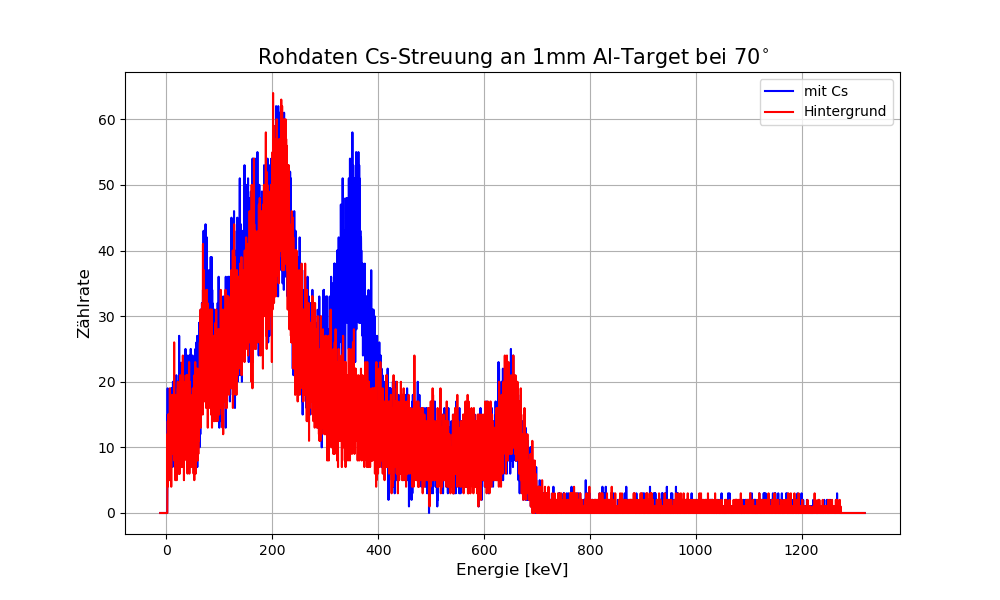 Rohdaten Cs-Streuung an 1mm Al-Target bei 70°
mit Cs
Hintergrund
Zählrate
60
50
40
30
20
10
0
0 200 400 600 800 1000 1200
Energie [keV]